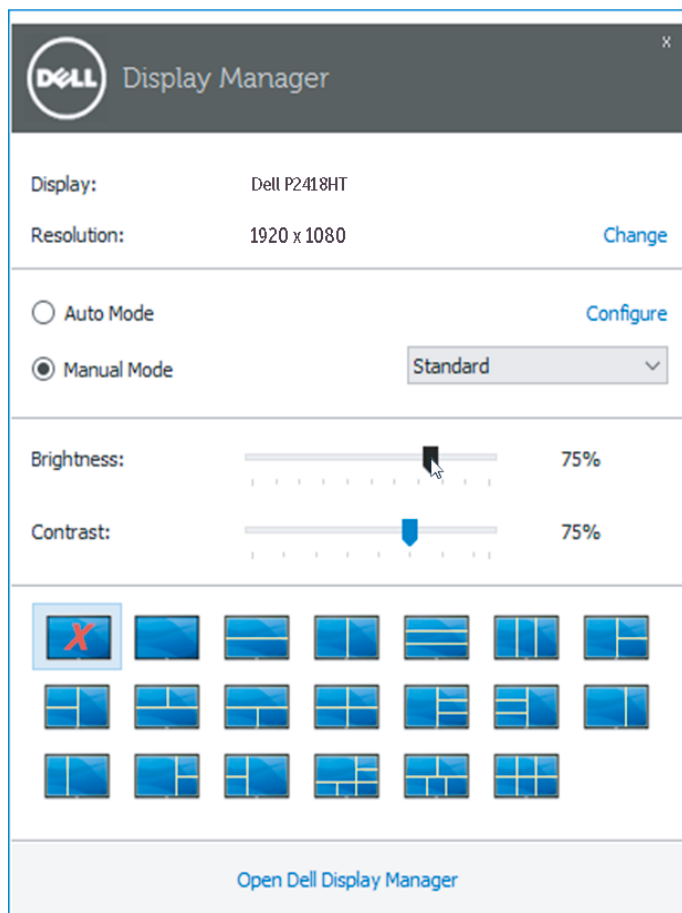 x
DELL Display Manager
Display: Dell P2418HT
Resolution: 1920 x 1080 Change
Auto Mode Configure
Manual Mode Standard
Brightness: 75%
Contrast: 75%
X
Open Dell Display Manager